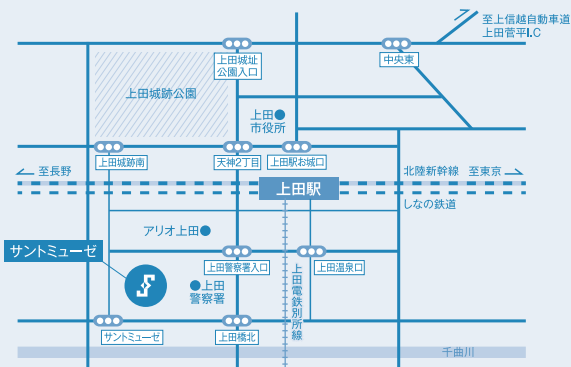 至上信越自動車道
上田菅平I.C
上田城址
公園入口
中央東
上田城跡公園
上田
市役所
上田城跡南
天神2丁目
上田駅お城口
至長野
北陸新幹線 至東京
上田駅
しなの鉄道
アリオ上田
サントミューゼ
上田警察署入口
上田温泉口
上田
警察署
上田電鉄別所線
サントミューゼ
上田橋北
千曲川